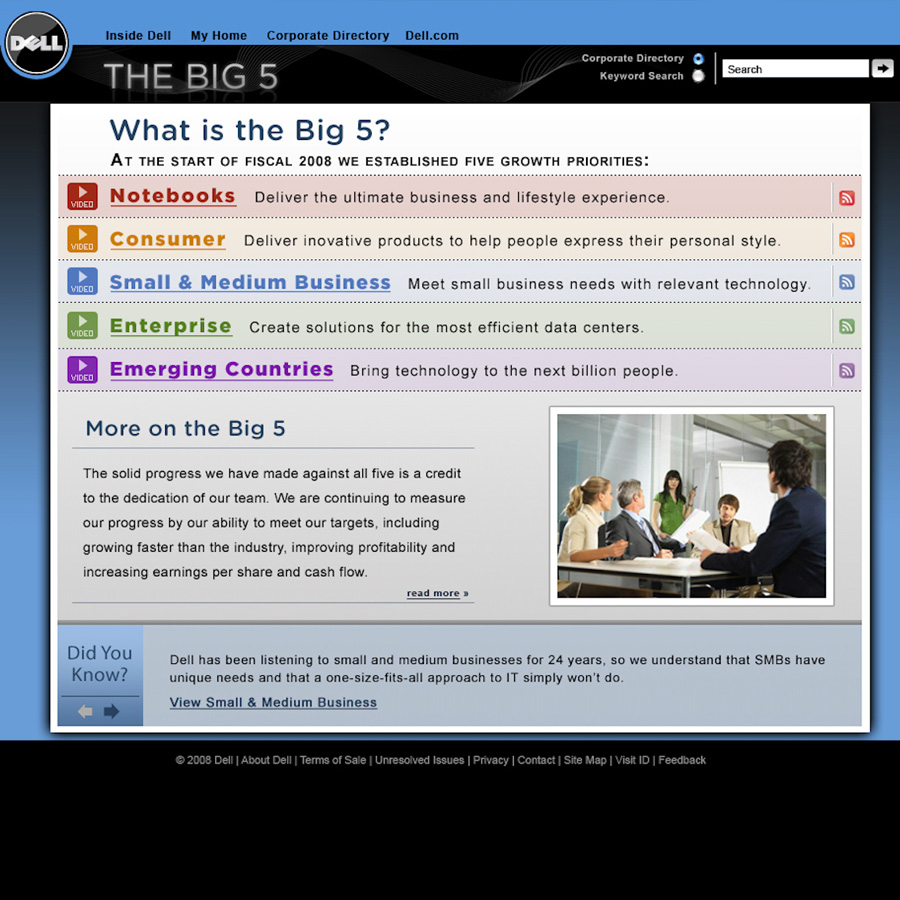 DELL
Inside Dell My Home Corporate Directory Dell.com
THE BIG 5
Corporate Directory
Keyword Search
Search
What is the Big 5?
AT THE START OF FISCAL 2008 WE ESTABLISHED FIVE GROWTH PRIORITIES:
VIDEO Notebooks Deliver the ultimate business and lifestyle experience.
VIDEO Consumer Deliver inovative products to help people express their personal style.
VIDEO Small & Medium Business Meet small business needs with relevant technology.
VIDEO Enterprise Create solutions for the most efficient data centers.
VIDEO Emerging Countries Bring technology to the next billion people.
More on the Big 5
The solid progress we have made against all five is a credit
to the dedication of our team. We are continuing to measure
our progress by our ability to meet our targets, including
growing faster than the industry, improving profitability and
increasing earnings per share and cash flow.
read more »
Did You
Know?
Dell has been listening to small and medium businesses for 24 years, so we understand that SMBs have
unique needs and that a one-size-fits-all approach to IT simply won't do.
View Small & Medium Business
© 2008 Dell | About Dell | Terms of Sale | Unresolved Issues | Privacy | Contact | Site Map | Visit ID | Feedback